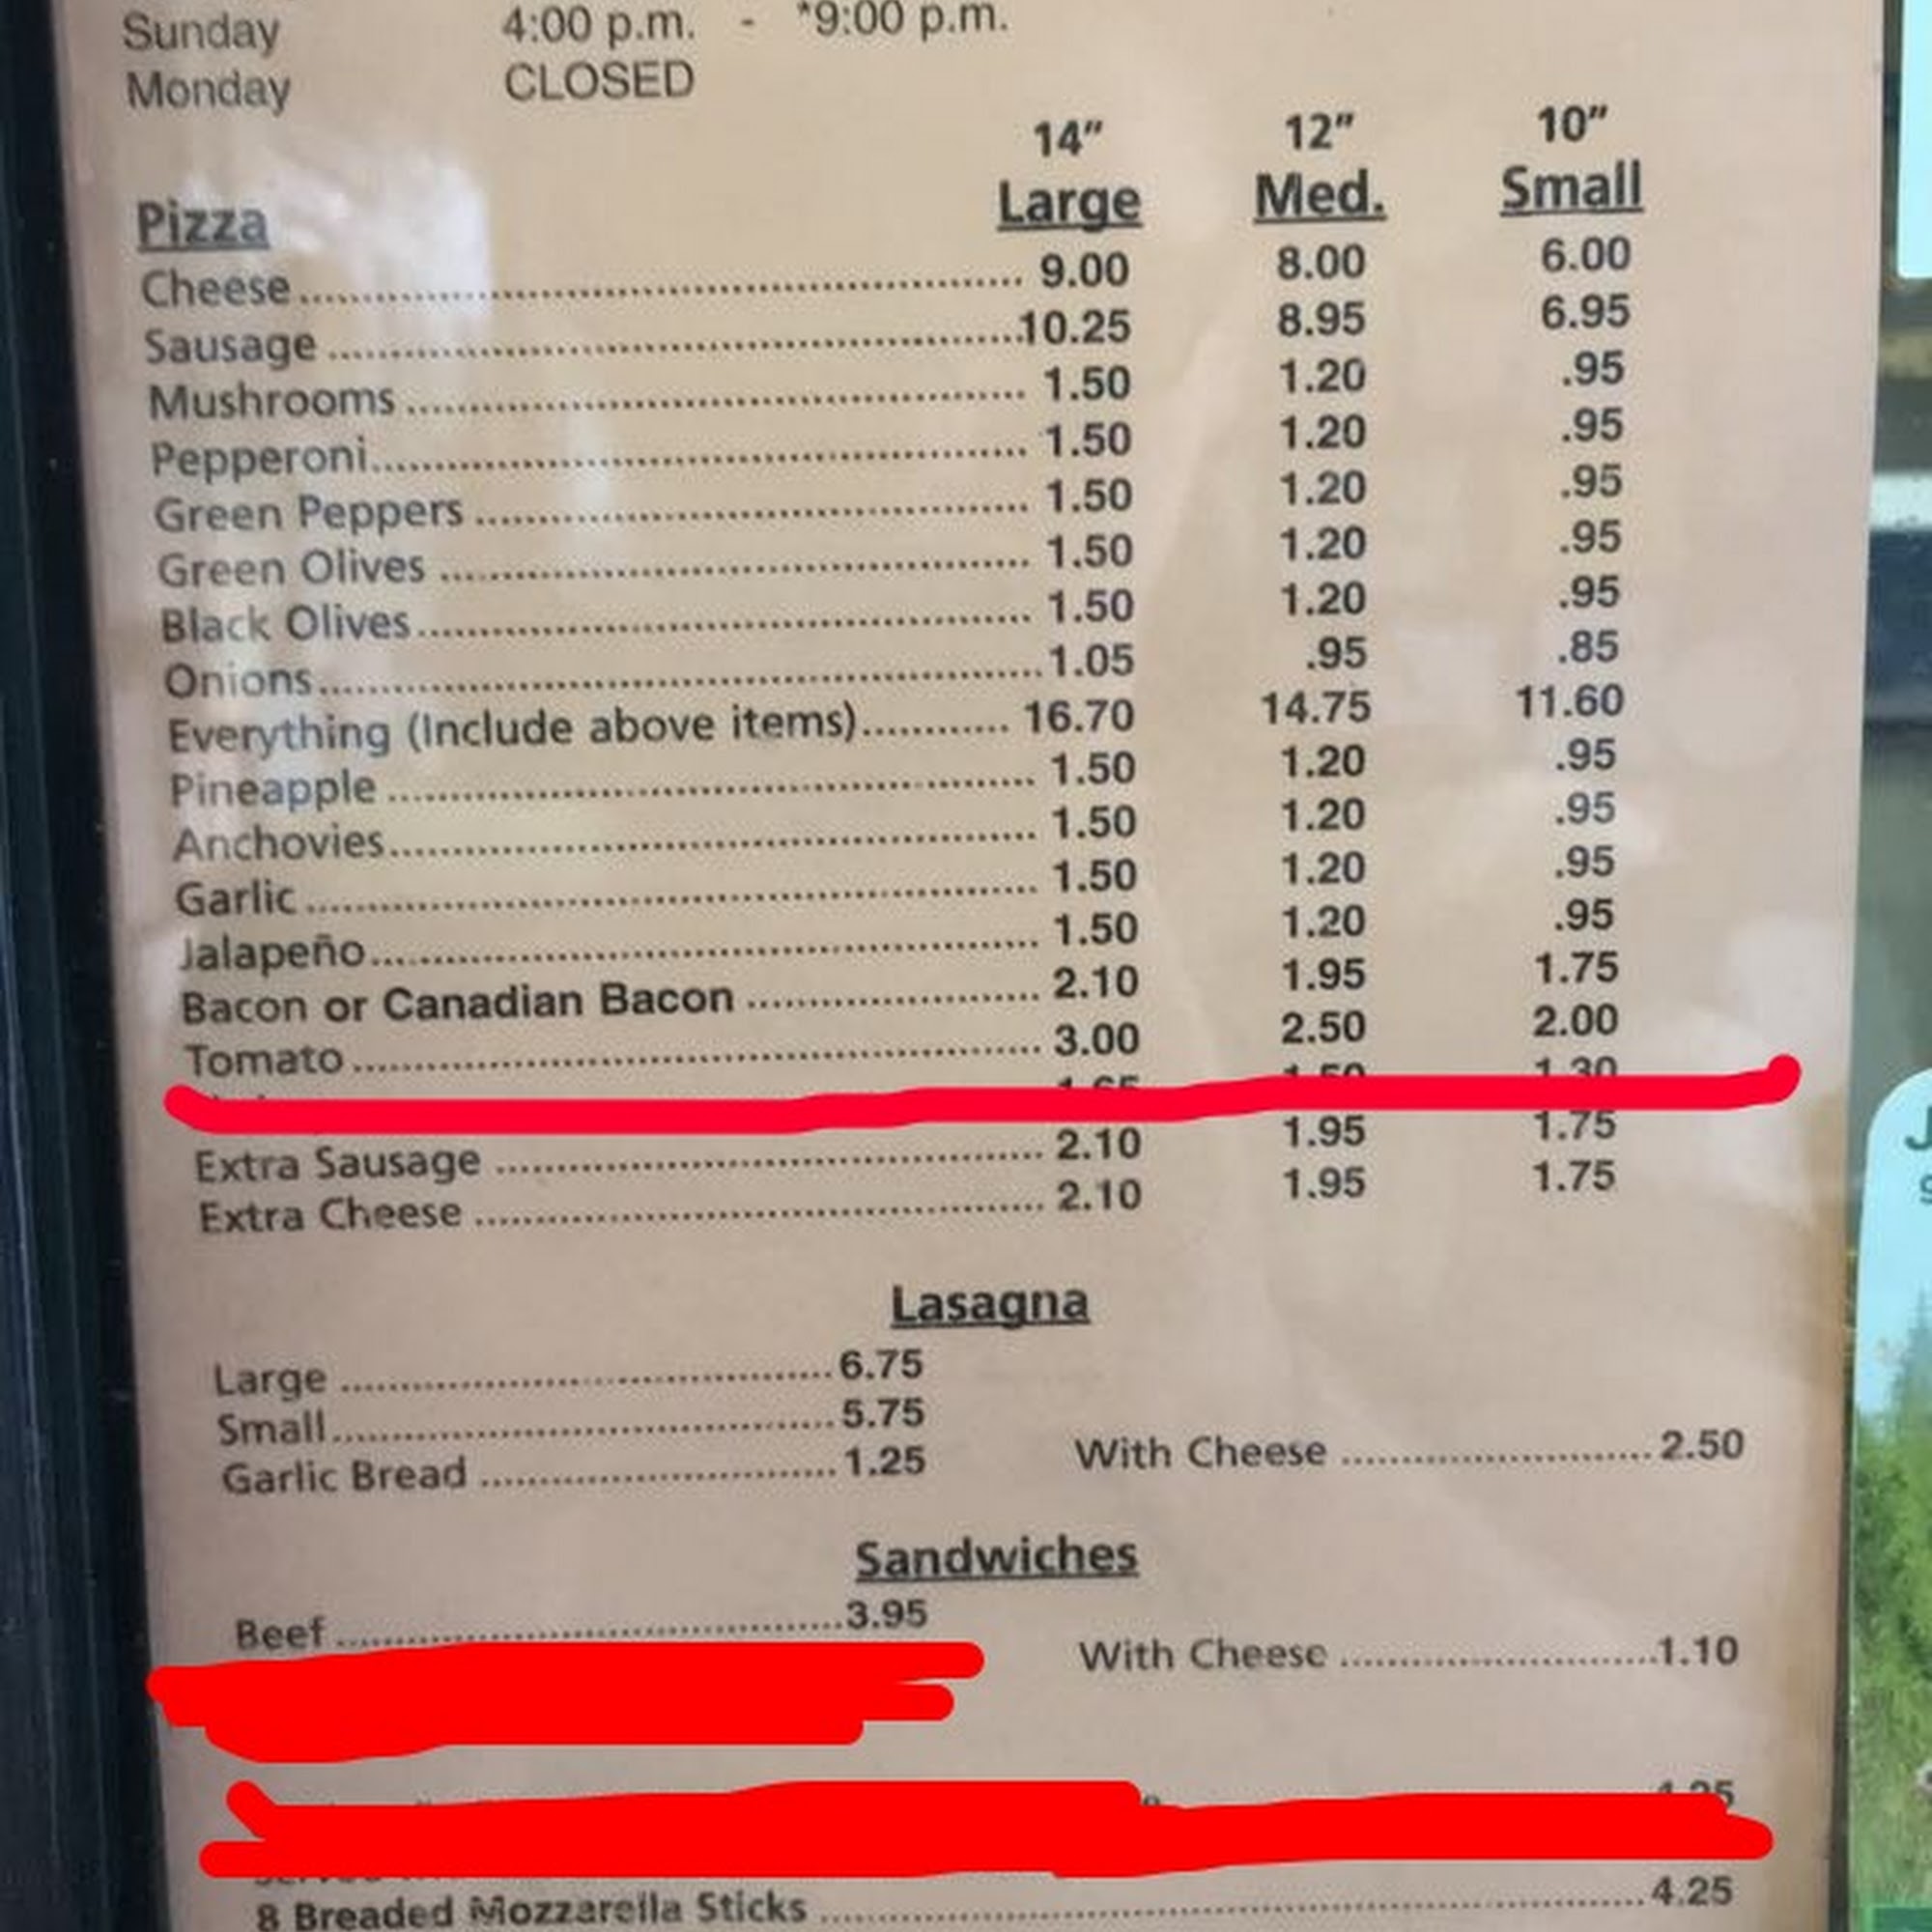 Sunday 4:00 p.m. - *9:00 p.m.
Monday CLOSED
14" 12" 10"
Pizza Large Med. Small
Cheese 9.00 8.00 6.00
Sausage 10.25 8.95 6.95
Mushrooms 1.50 1.20 .95
Pepperoni 1.50 1.20 .95
Green Peppers 1.50 1.20 .95
Green Olives 1.50 1.20 .95
Black Olives 1.50 1.20 .95
Onions 1.05 .95 .85
Everything (Include above items) 16.70 14.75 11.60
Pineapple 1.50 1.20 .95
Anchovies 1.50 1.20 .95
Garlic 1.50 1.20 .95
Jalapeño 1.50 1.20 .95
Bacon or Canadian Bacon 2.10 1.95 1.75
Tomato 3.00 2.50 2.00
1.30
Extra Sausage 2.10 1.95 1.75
Extra Cheese 2.10 1.95 1.75
Lasagna
Large 6.75
Small 5.75
Garlic Bread 1.25 With Cheese 2.50
Sandwiches
Beef 3.95
With Cheese 1.10
8 Breaded Mozzarella Sticks 4.25